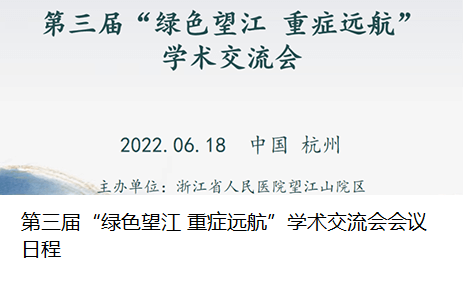 第三届“绿色望江 重症远航”
学术交流会
2022.06.18 中国 杭州
主办单位：浙江省人民医院望江山院区
第三届“绿色望江 重症远航”学术交流会会议
日程